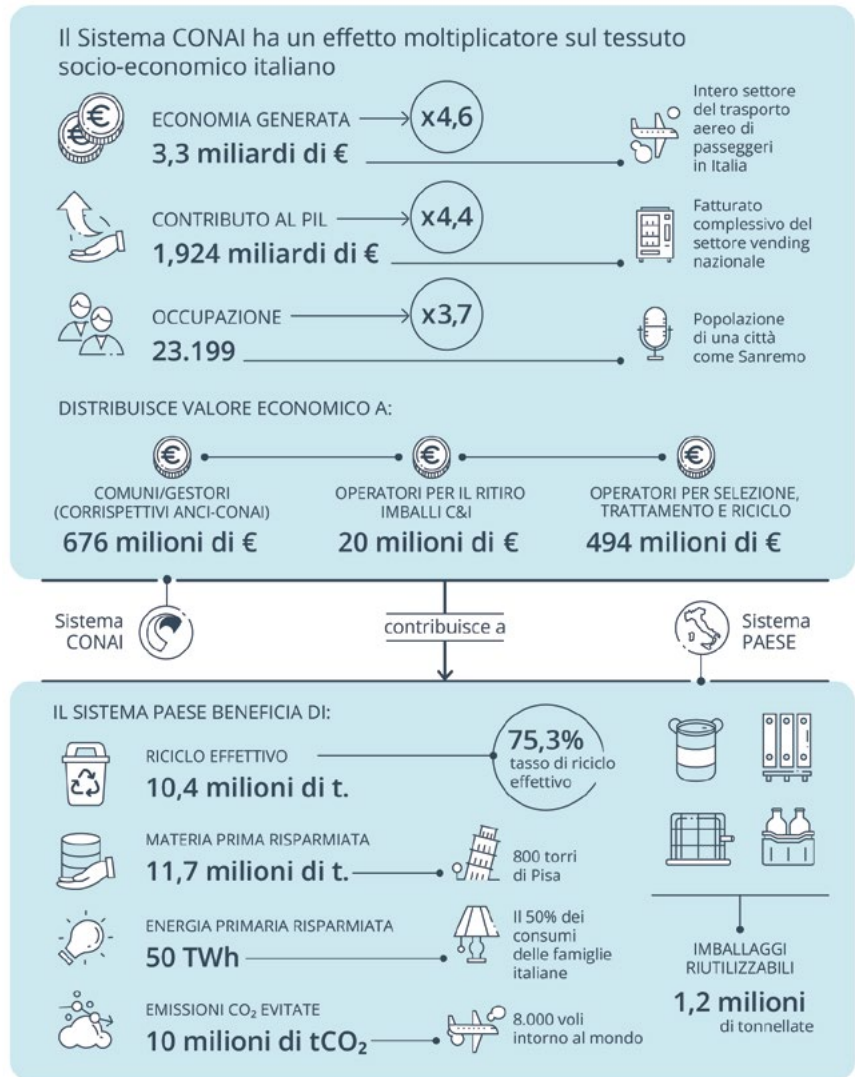 Il Sistema CONAI ha un effetto moltiplicatore sul tessuto
socio-economico italiano
ECONOMIA GENERATA
x4,6
3,3 miliardi di €
Intero settore
del trasporto
aereo di
passeggeri
in Italia
CONTRIBUTO AL PIL
x4,4
1,924 miliardi di €
Fatturato
complessivo del
settore vending
nazionale
OCCUPAZIONE
x3,7
23.199
Popolazione
di una città
come Sanremo
DISTRIBUISCE VALORE ECONOMICO A:
COMUNI/GESTORI
(CORRISPETTIVI ANCI-CONAI)
676 milioni di €
OPERATORI PER IL RITIRO
IMBALLI C&I
20 milioni di €
OPERATORI PER SELEZIONE,
TRATTAMENTO E RICICLO
494 milioni di €
Sistema
CONAI
contribuisce a
Sistema
PAESE
IL SISTEMA PAESE BENEFICIA DI:
RICICLO EFFETTIVO
10,4 milioni di t.
75,3%
tasso di riciclo
effettivo
MATERIA PRIMA RISPARMIATA
11,7 milioni di t.
800 torri
di Pisa
ENERGIA PRIMARIA RISPARMIATA
50 TWh
Il 50% dei
consumi
delle famiglie
italiane
EMISSIONI CO₂ EVITATE
10 milioni di tCO₂
8.000 voli
intorno al mondo
IMBALLAGGI
RIUTILIZZABILI
1,2 milioni
di tonnellate